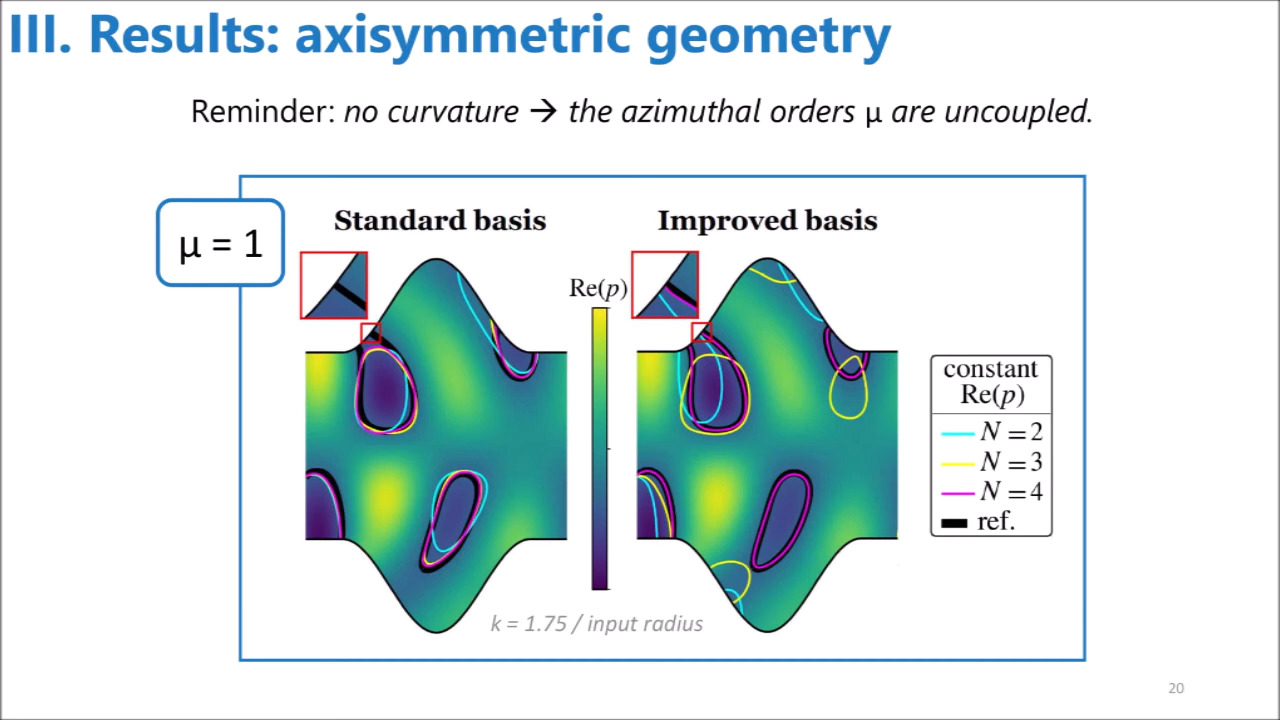 III. Results: axisymmetric geometry
Reminder: no curvature → the azimuthal orders μ are uncoupled.
μ = 1
Standard basis
Improved basis
Re(p)
constant
Re(p)
N = 2
N = 3
N = 4
ref.
k = 1.75 / input radius
20